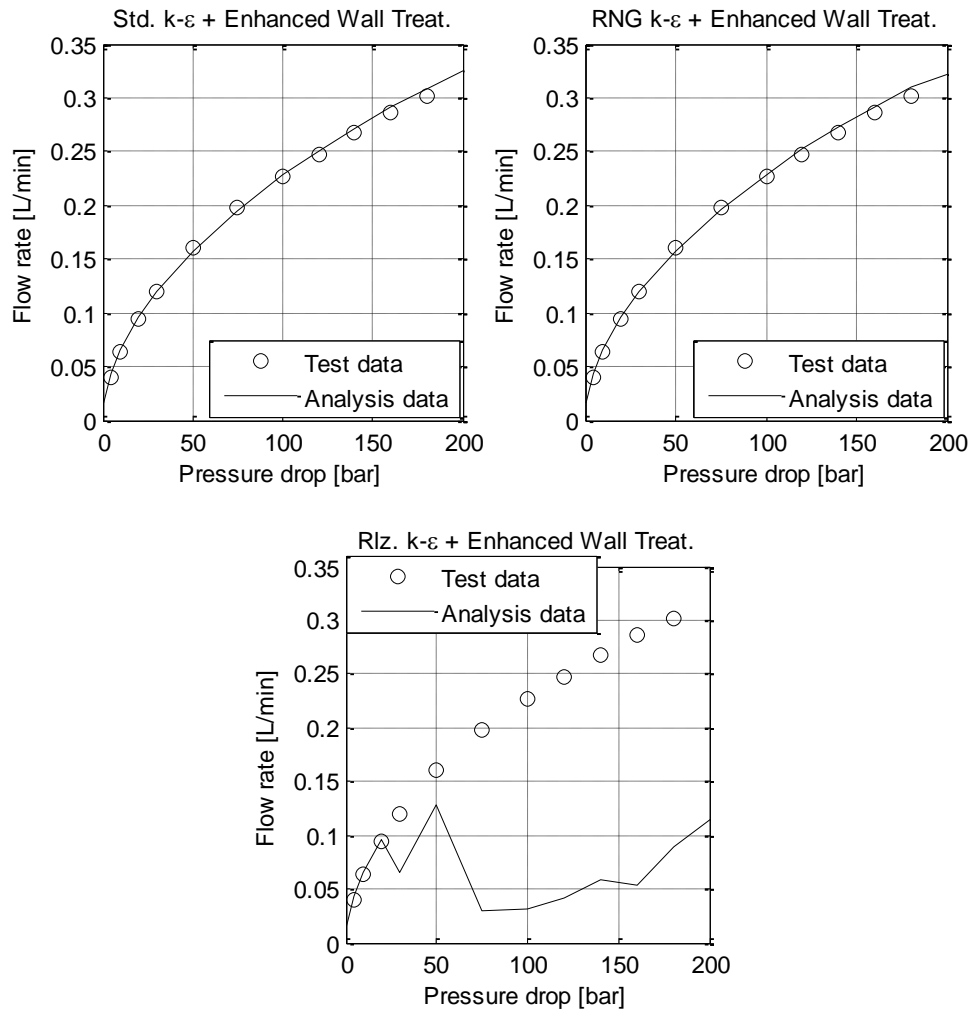 Std. k-ε + Enhanced Wall Treat.
0.35
0.3
0.25
0.2
0.15
0.1
0.05
0
Flow rate [L/min]
Test data
Analysis data
0 50 100 150 200
Pressure drop [bar]
RNG k-ε + Enhanced Wall Treat.
0.35
0.3
0.25
0.2
0.15
0.1
0.05
0
Flow rate [L/min]
Test data
Analysis data
0 50 100 150 200
Pressure drop [bar]
Rlz. k-ε + Enhanced Wall Treat.
0.35
0.3
0.25
0.2
0.15
0.1
0.05
0
Flow rate [L/min]
Test data
Analysis data
0 50 100 150 200
Pressure drop [bar]